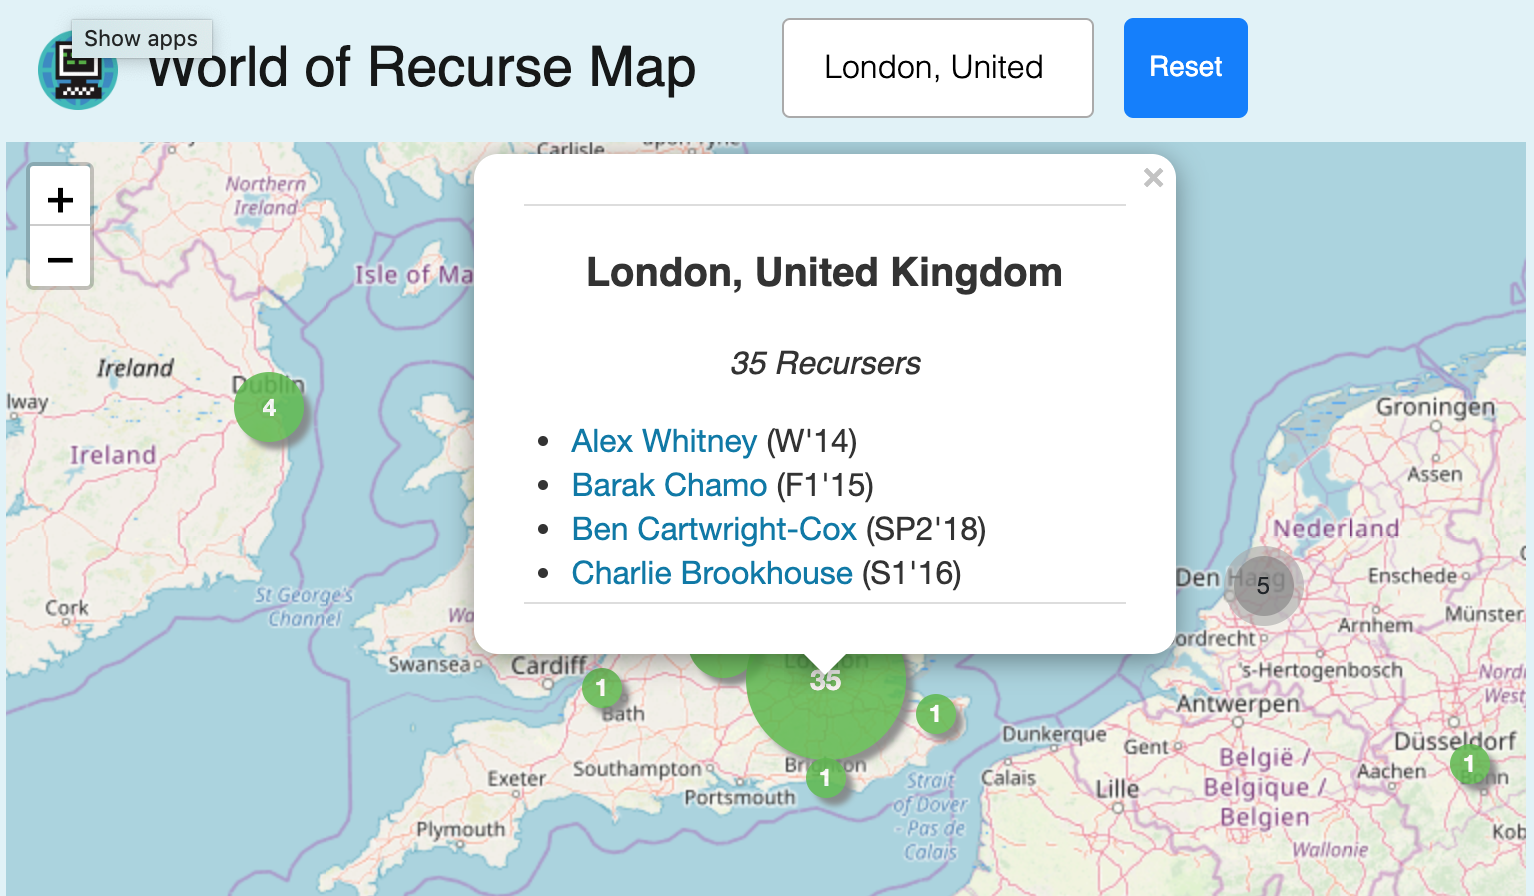 Show apps
World of Recurse Map
London, United
Reset
+
−
×
London, United Kingdom
35 Recursers
• Alex Whitney (W'14)
• Barak Chamo (F1'15)
• Ben Cartwright-Cox (SP2'18)
• Charlie Brookhouse (S1'16)
Carlisle
Northern
Ireland
Isle of Ma
Ireland
Dublin
4
lway
Ireland
Cork
St George's
Channel
Wa
Swansea
Cardiff
1
Bath
London
35
1
Brighton
1
Exeter
Southampton
Portsmouth
Plymouth
Strait
of Dover
- Pas de
Calais
Groningen
Assen
Nederland
Den Haag
5
Enschede
Arnhem
Münster
ordrecht
's-Hertogenbosch
Nord
West
Antwerpen
Dunkerque
Gent
Calais
Lille
België /
Belgique /
Belgien
Düsseldorf
Aachen
1
Bonn
Kob
Wallonie